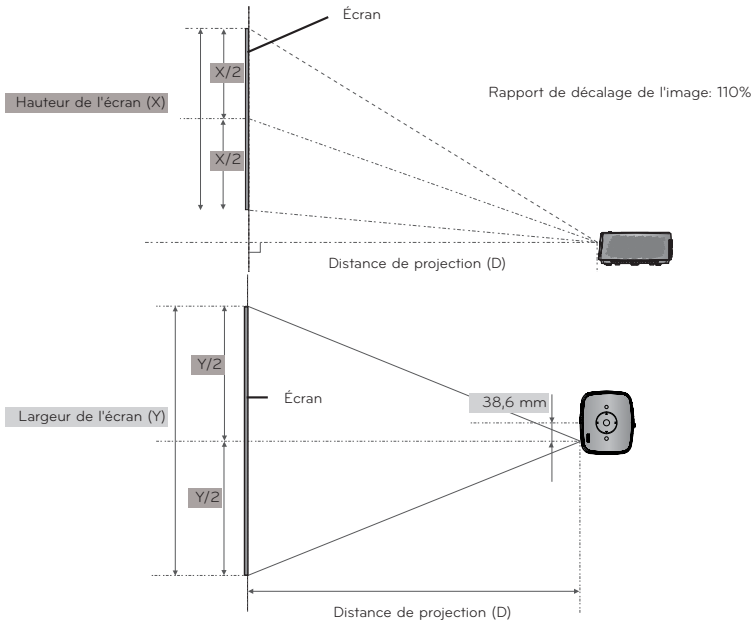 Écran
X/2
Hauteur de l'écran (X)
Rapport de décalage de l'image: 110%
X/2
Distance de projection (D)
Y/2
Écran
38,6 mm
Largeur de l'écran (Y)
Y/2
Distance de projection (D)